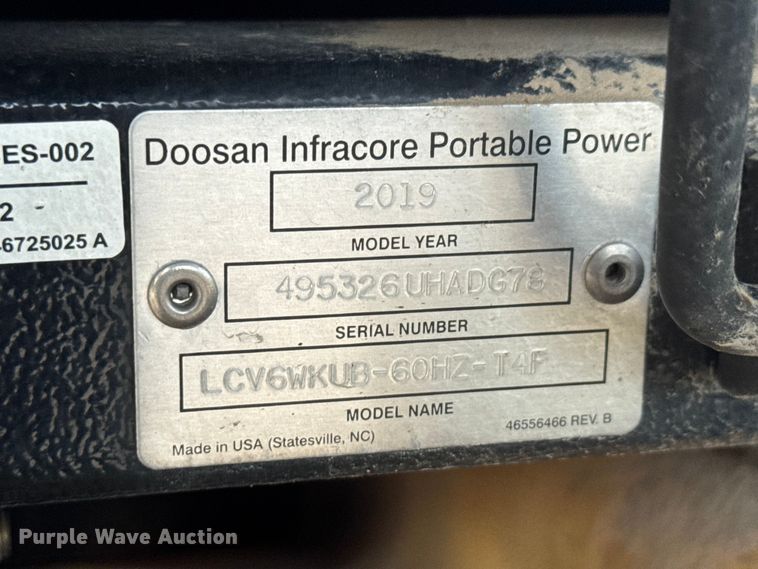 ES-002
2 -
46725025 A
Doosan Infracore Portable Power
2019
MODEL YEAR
495326UHADG78
SERIAL NUMBER
LCV6WKUB-60HZ-T4F
MODEL NAME
46556466 REV. B
Made in USA (Statesville, NC)
Purple Wave Auction